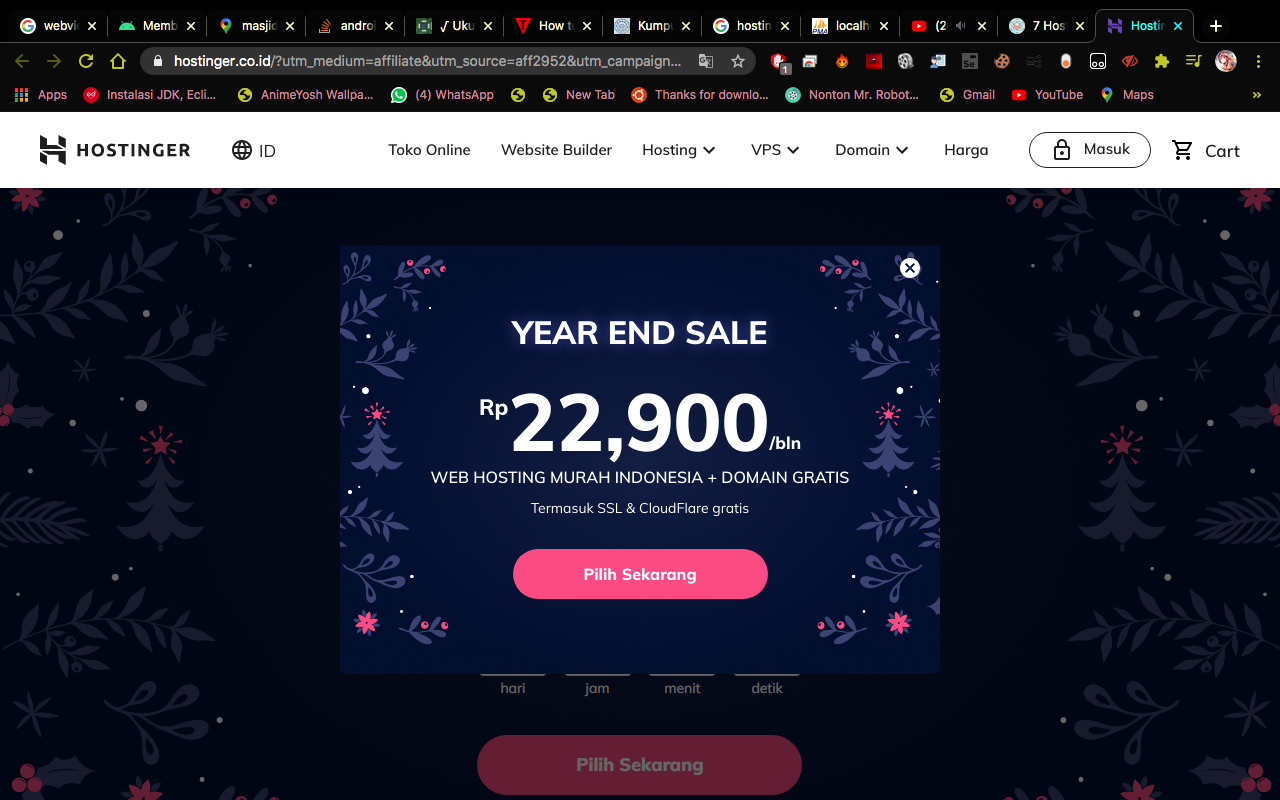 webvi
Memb
masjid
androi
√ Uku
How to
Kump
hostin
localh
(2
7 Hos
Hostin
hostinger.co.id/?utm_medium=affiliate&utm_source=aff2952&utm_campaign...
1
Apps
Instalasi JDK, Ecli...
AnimeYosh Wallpa...
(4) WhatsApp
New Tab
Thanks for downlo...
Nonton Mr. Robot...
Gmail
YouTube
Maps
»
HOSTINGER
ID
Toko Online
Website Builder
Hosting
VPS
Domain
Harga
Masuk
Cart
YEAR END SALE
Rp22,900/bln
WEB HOSTING MURAH INDONESIA + DOMAIN GRATIS
Termasuk SSL & CloudFlare gratis
Pilih Sekarang
hari
jam
menit
detik
Pilih Sekarang